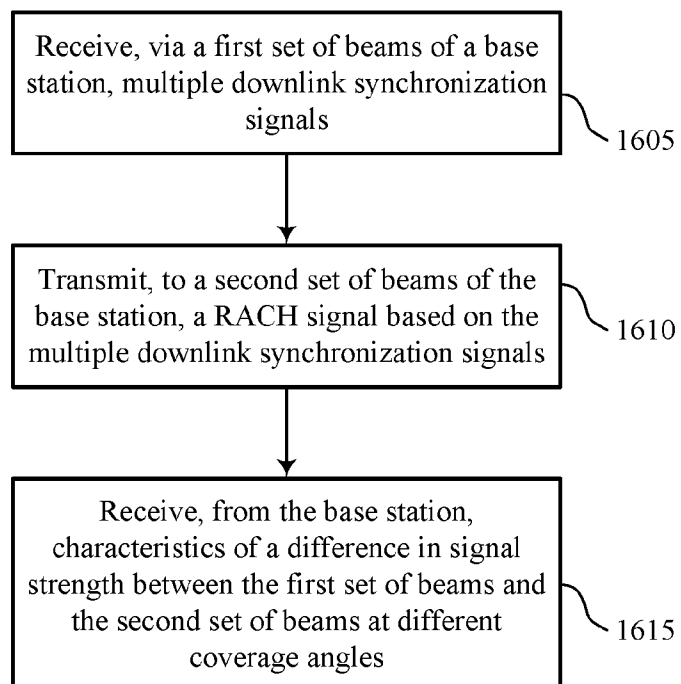 Receive, via a first set of beams of a base
station, multiple downlink synchronization
signals
1605
Transmit, to a second set of beams of the
base station, a RACH signal based on the
multiple downlink synchronization signals
1610
Receive, from the base station,
characteristics of a difference in signal
strength between the first set of beams and
the second set of beams at different
coverage angles
1615